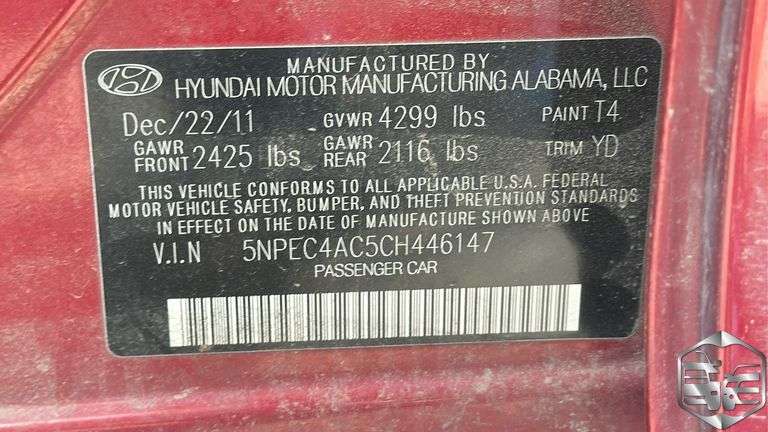 MANUFACTURED BY
HYUNDAI MOTOR MANUFACTURING ALABAMA, LLC
Dec/22/11 GVWR 4299 lbs PAINT T4
GAWR FRONT 2425 lbs GAWR REAR 2116 lbs TRIM YD
THIS VEHICLE CONFORMS TO ALL APPLICABLE U.S.A. FEDERAL
MOTOR VEHICLE SAFETY, BUMPER, AND THEFT PREVENTION STANDARDS
IN EFFECT ON THE DATE OF MANUFACTURE SHOWN ABOVE
V.I.N 5NPEC4AC5CH446147
PASSENGER CAR